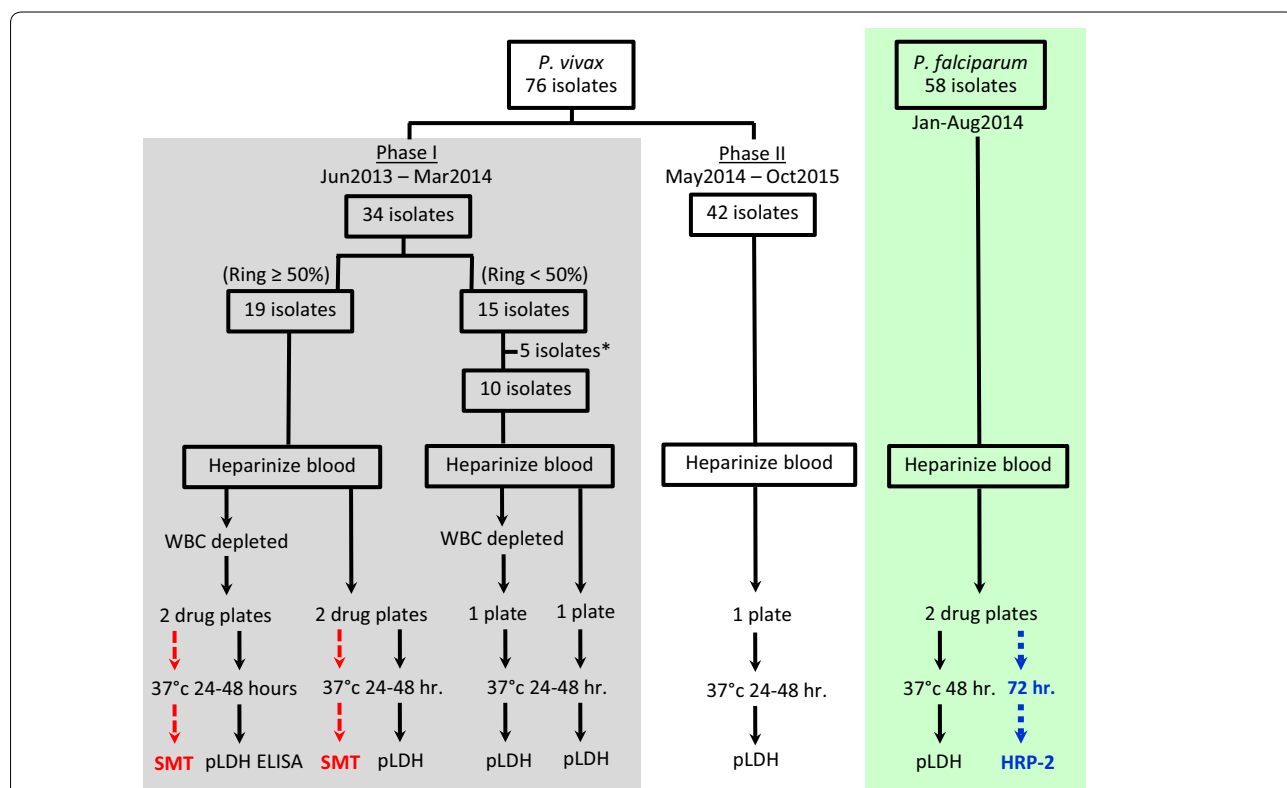 P. vivax
76 isolates
P. falciparum
58 isolates
Jan-Aug2014
Phase I
Jun2013 – Mar2014
34 isolates
Phase II
May2014 – Oct2015
42 isolates
(Ring ≥ 50%)
(Ring < 50%)
19 isolates
15 isolates
5 isolates*
10 isolates
Heparinize blood
Heparinize blood
Heparinize blood
Heparinize blood
WBC depleted
WBC depleted
2 drug plates
2 drug plates
1 plate
1 plate
1 plate
2 drug plates
37°c 24-48 hours
37°c 24-48 hr.
37°c 24-48 hr.
37°c 24-48 hr.
37°c 48 hr.
72 hr.
SMT
pLDH ELISA
SMT
pLDH
pLDH
pLDH
pLDH
pLDH
HRP-2